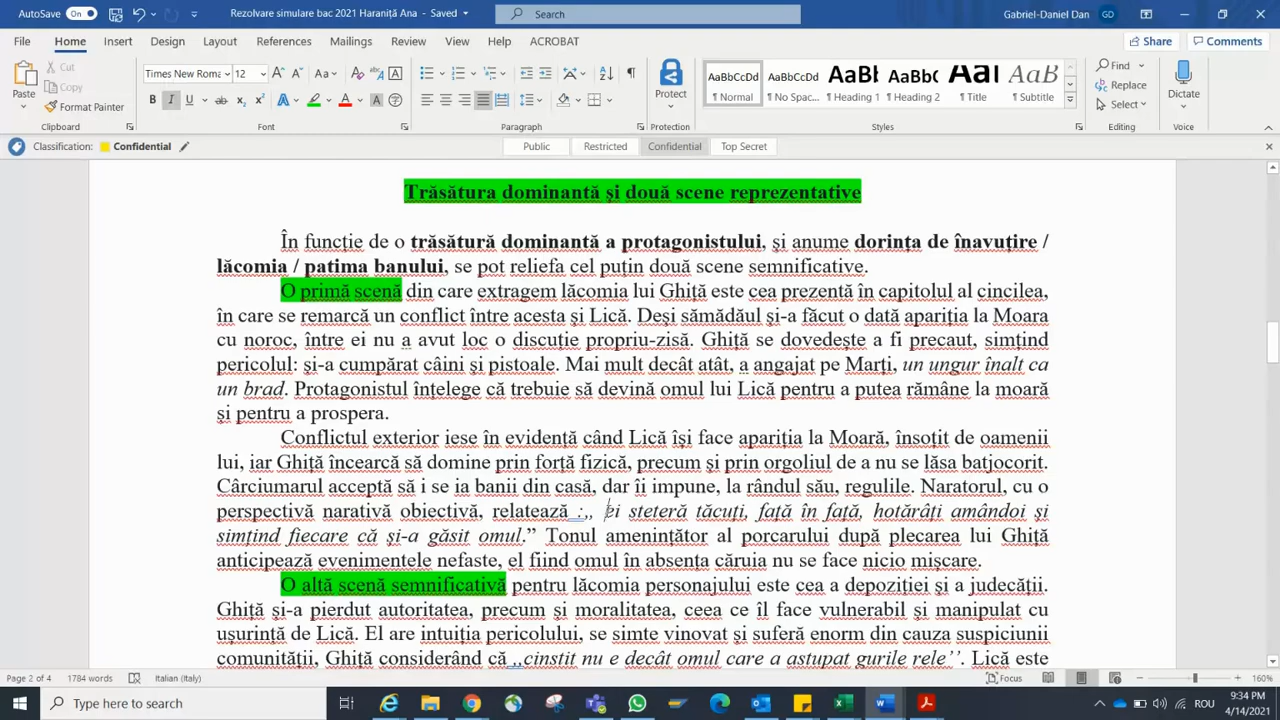 AutoSave On Rezolvare simulare bac 2021 Haraniță Ana - Saved Search Gabriel-Daniel Dan GD
File Home Insert Design Layout References Mailings Review View Help ACROBAT Share Comments
Paste Cut Copy Format Painter Times New Roma 12 Protect Find Replace Select Dictate
AaBbCcDd AaBbCcDd AaBb( AaBbCc AaB AaB
¶ Normal ¶ No Spac... ¶ Heading 1 ¶ Heading 2 ¶ Title ¶ Subtitle
Clipboard Font Paragraph Protection Styles Editing Voice
Classification: Confidential Public Restricted Confidential Top Secret
Trăsătura dominantă și două scene reprezentative
În funcție de o trăsătură dominantă a protagonistului, și anume dorința de înavuțire /
lăcomia / patima banului, se pot reliefa cel puțin două scene semnificative.
O primă scenă din care extragem lăcomia lui Ghiță este cea prezentă în capitolul al cincilea,
în care se remarcă un conflict între acesta și Lică. Deși sămădăul și-a făcut o dată apariția la Moara
cu noroc, între ei nu a avut loc o discuție propriu-zisă. Ghiță se dovedește a fi precaut, simțind
pericolul: și-a cumpărat câini și pistoale. Mai mult decât atât, a angajat pe Marți, un ungur înalt ca
un brad. Protagonistul înțelege că trebuie să devină omul lui Lică pentru a putea rămâne la moară
și pentru a prospera.
Conflictul exterior iese în evidență când Lică își face apariția la Moară, însoțit de oamenii
lui, iar Ghiță încearcă să domine prin forță fizică, precum și prin orgoliul de a nu se lăsa batjocorit.
Cârciumarul acceptă să i se ia banii din casă, dar îi impune, la rândul său, regulile. Naratorul, cu o
perspectivă narativă obiectivă, relatează :,, ei steteră tăcuți, față în față, hotărâți amândoi și
simțind fiecare că și-a găsit omul.” Tonul amenințător al porcarului după plecarea lui Ghiță
anticipează evenimentele nefaste, el fiind omul în absența căruia nu se face nicio mișcare.
O altă scenă semnificativă pentru lăcomia personajului este cea a depoziției și a judecății.
Ghiță și-a pierdut autoritatea, precum și moralitatea, ceea ce îl face vulnerabil și manipulat cu
ușurință de Lică. El are intuiția pericolului, se simte vinovat și suferă enorm din cauza suspiciunii
comunității, Ghiță considerând că ,,cinstit nu e decât omul care a astupat gurile rele’’. Lică este
Page 2 of 4 1784 words Italian (Italy) Focus 160%
Type here to search ROU 9:34 PM
4/14/2021